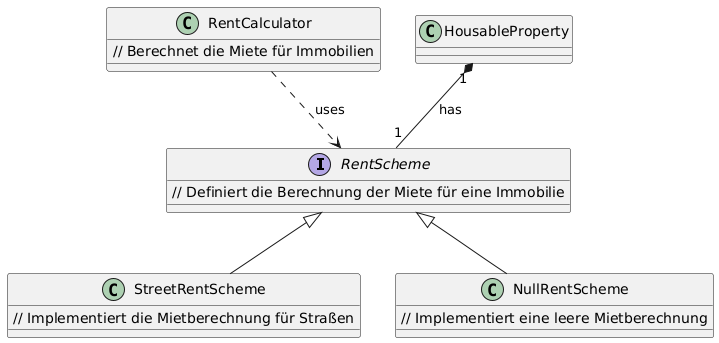 C RentCalculator
// Berechnet die Miete für Immobilien
C HousableProperty
1
uses
has
1
I RentScheme
// Definiert die Berechnung der Miete für eine Immobilie
C StreetRentScheme
// Implementiert die Mietberechnung für Straßen
C NullRentScheme
// Implementiert eine leere Mietberechnung